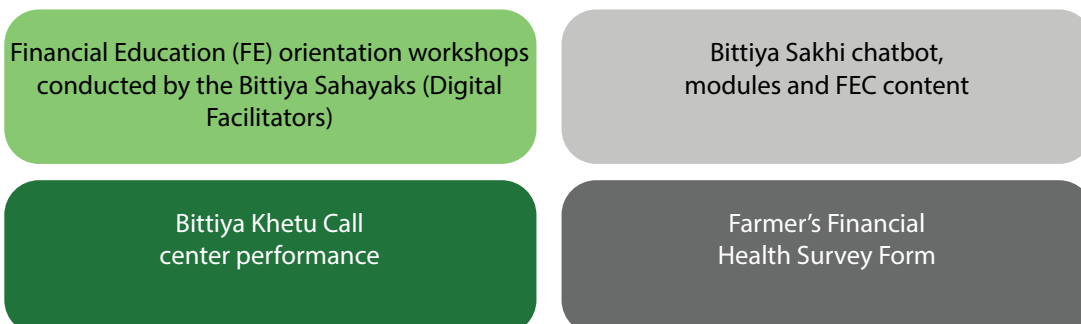 Financial Education (FE) orientation workshops
conducted by the Bittiya Sahayaks (Digital
Facilitators)
Bittiya Sakhi chatbot,
modules and FEC content
Bittiya Khetu Call
center performance
Farmer’s Financial
Health Survey Form